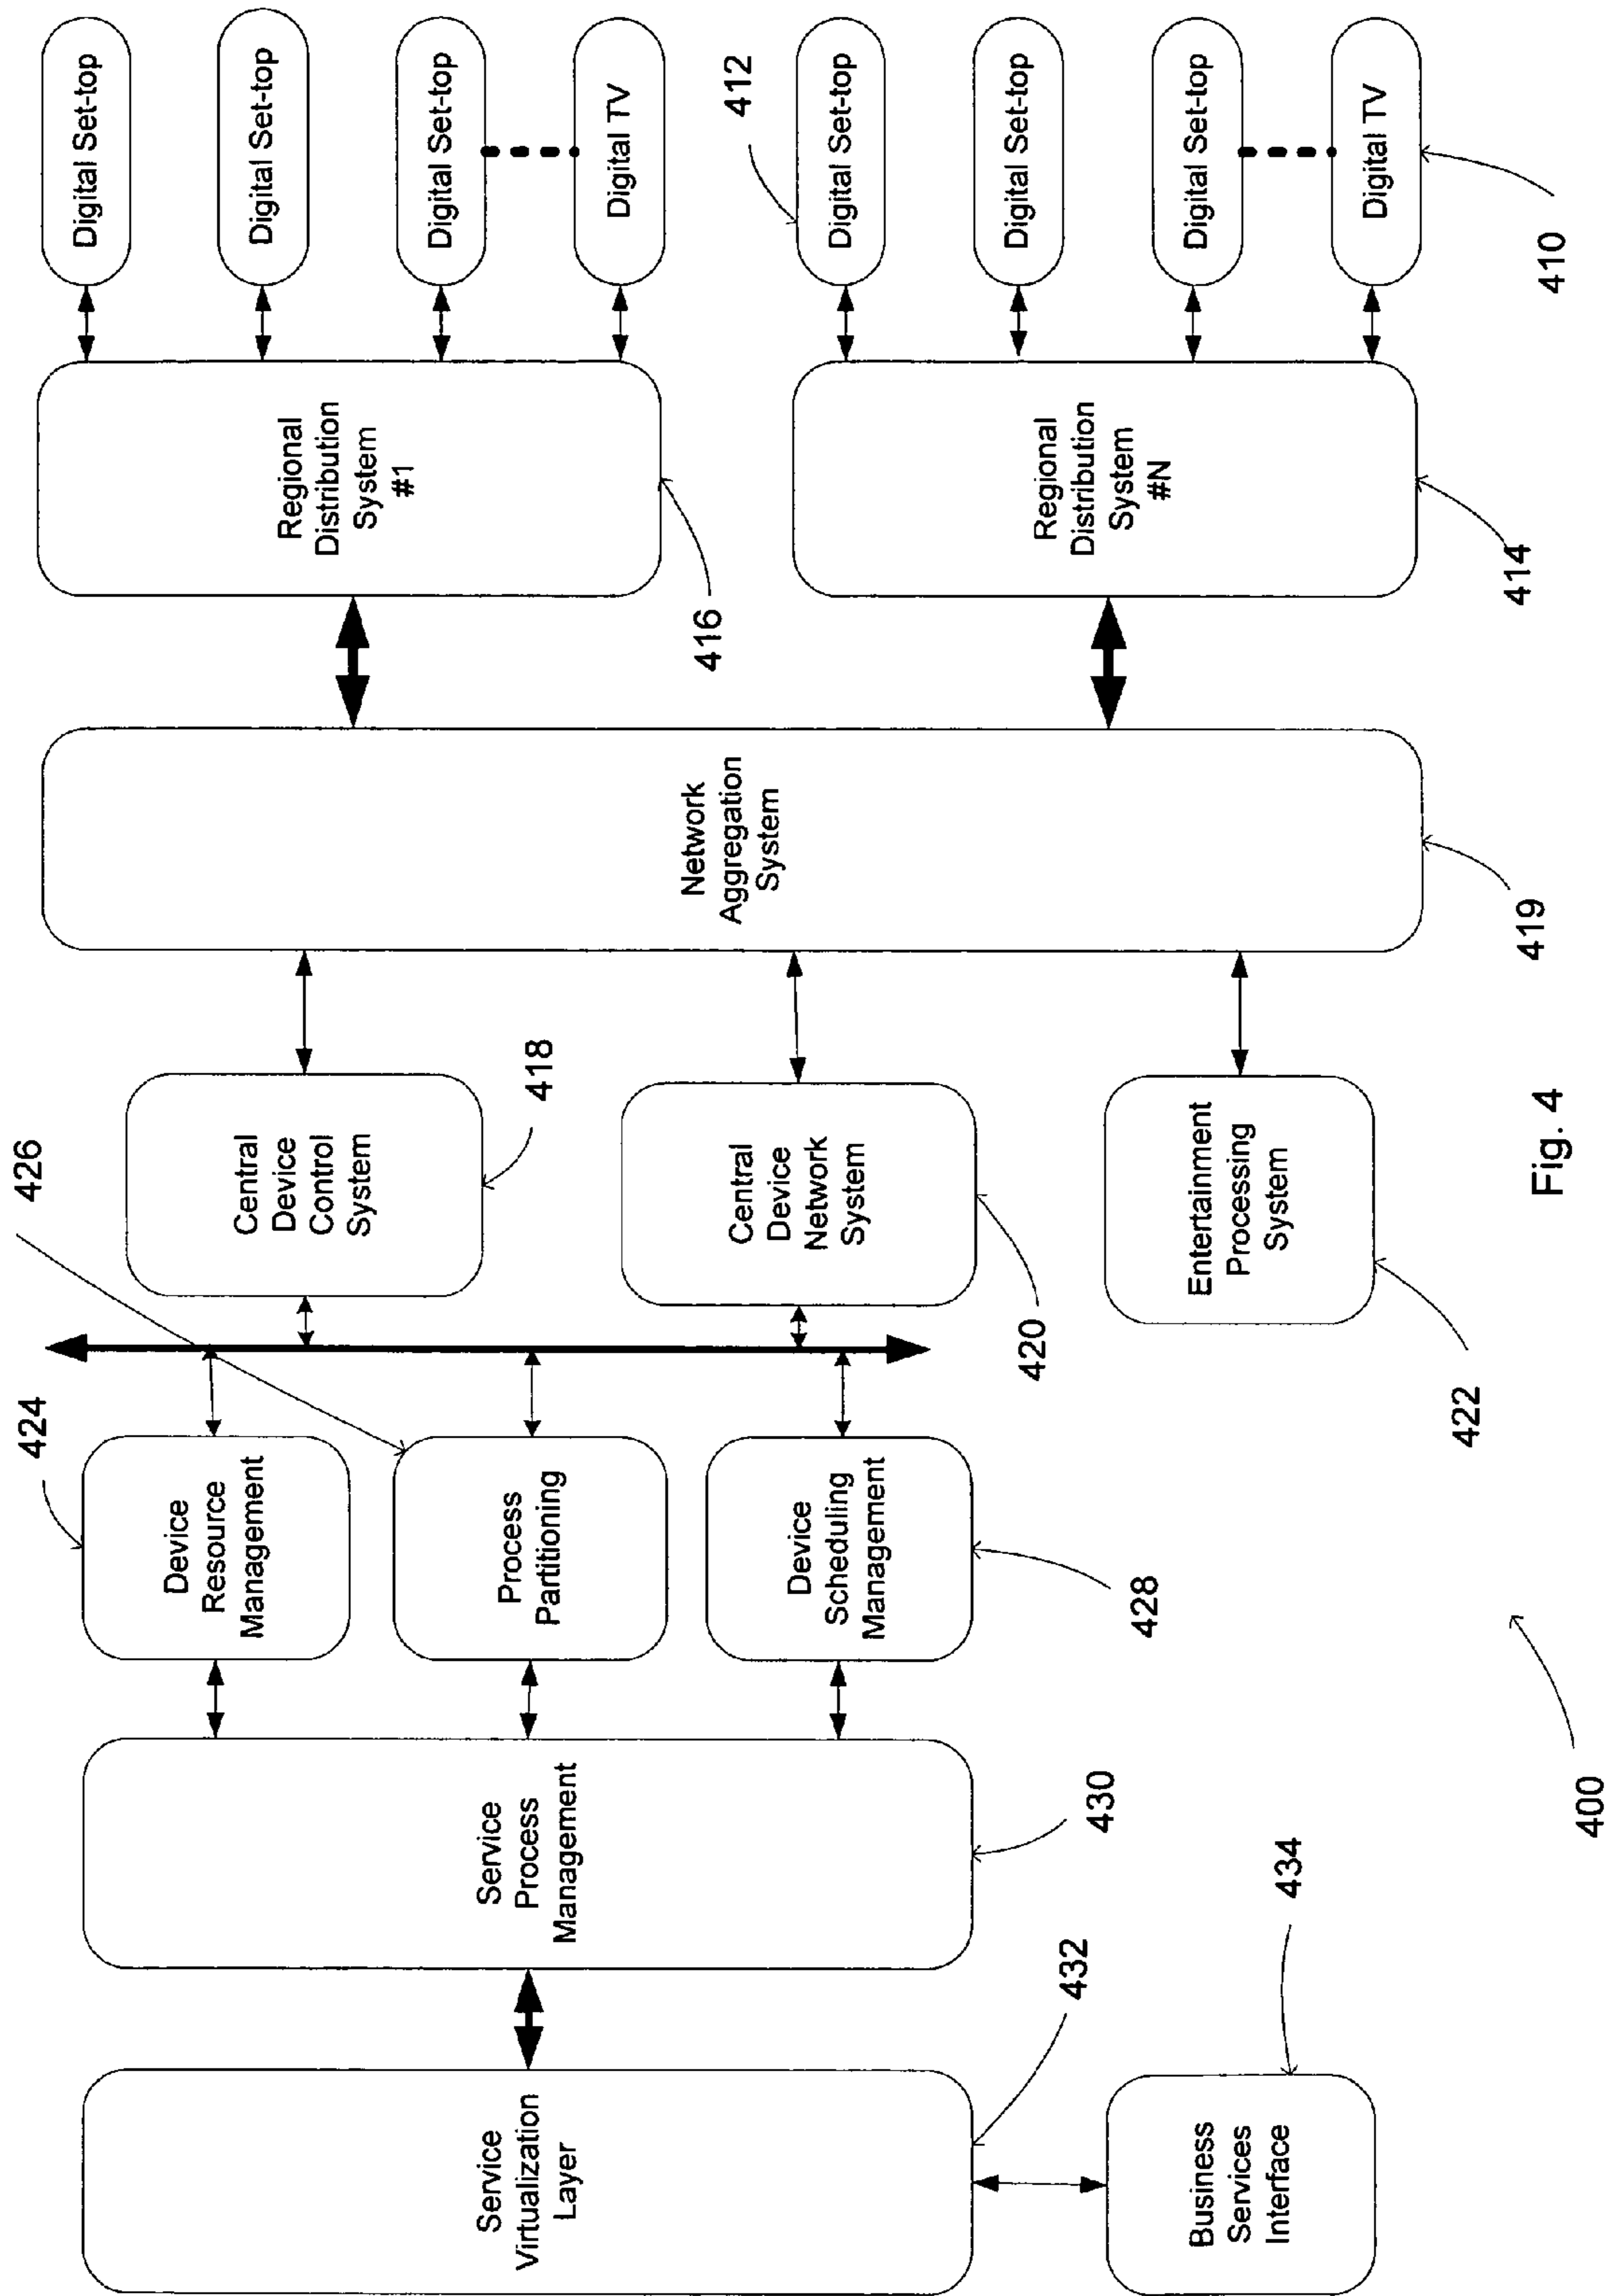 Service
Virtualization
Layer
432
Business
Services
Interface
434
Service
Process
Management
430
424
Device
Resource
Management
426
Process
Partitioning
Device
Scheduling
Management
428
Central
Device
Control
System
418
Central
Device
Network
System
420
Entertainment
Processing
System
422
Network
Aggregation
System
419
Regional
Distribution
System
#1
416
Regional
Distribution
System
#N
414
Digital Set-top
Digital Set-top
Digital Set-top
Digital TV
412
Digital Set-top
Digital Set-top
Digital Set-top
Digital TV
410
400
Fig. 4